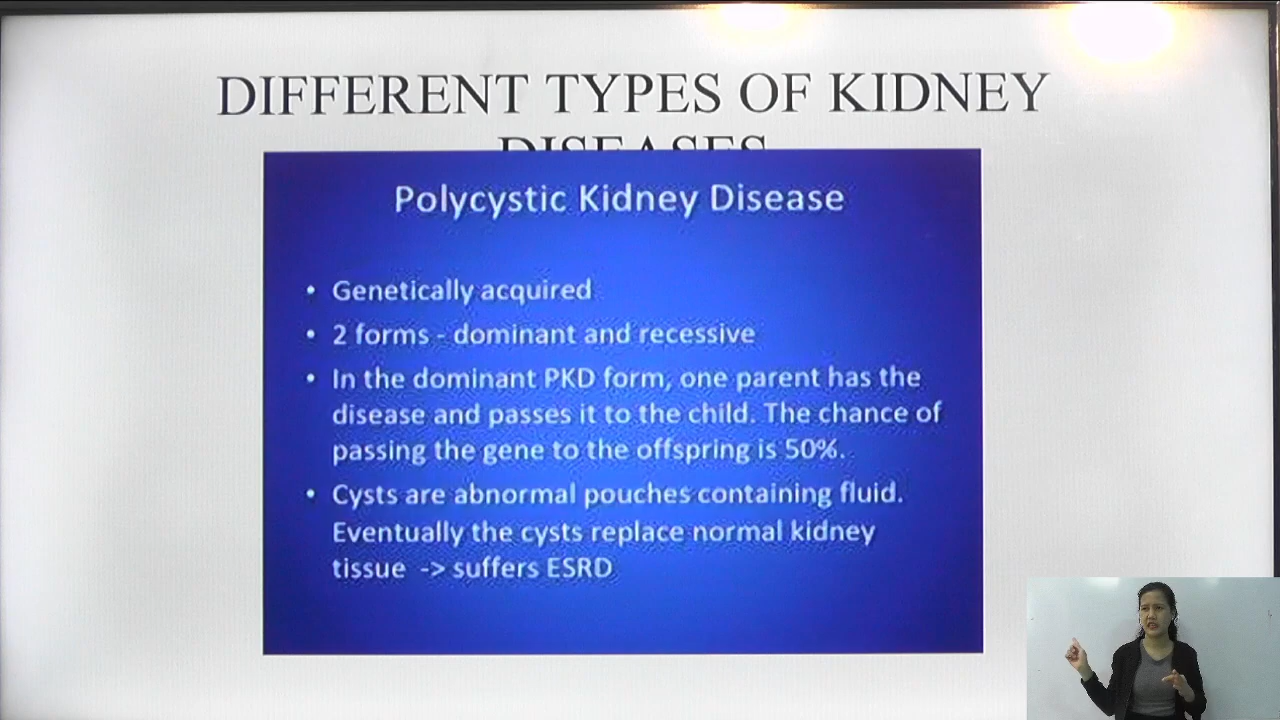 DIFFERENT TYPES OF KIDNEY
DISEASES
Polycystic Kidney Disease
• Genetically acquired
• 2 forms - dominant and recessive
• In the dominant PKD form, one parent has the
disease and passes it to the child. The chance of
passing the gene to the offspring is 50%.
• Cysts are abnormal pouches containing fluid.
Eventually the cysts replace normal kidney
tissue -> suffers ESRD